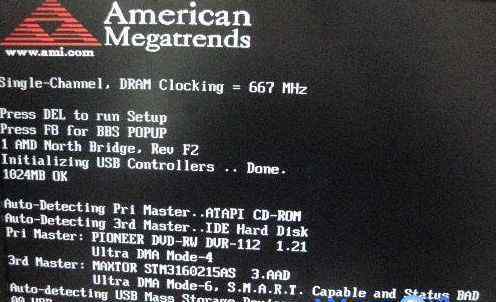 American
Megatrends
www.ami.com
Single-Channel, DRAM Clocking = 667 MHz
Press DEL to run Setup
Press F8 for BBS POPUP
1 AMD North Bridge, Rev F2
Initializing USB Controllers .. Done.
1024MB OK
Auto-Detecting Pri Master..ATAPI CD-ROM
Auto-Detecting 3rd Master..IDE Hard Disk
Pri Master: PIONEER DVD-RW DVR-112 1.21
Ultra DMA Mode-4
3rd Master: MAXTOR STM3160215AS 3.AAD
Ultra DMA Mode-6, S.M.A.R.T. Capable and Status BAD
Auto-detecting USB Mass Storage